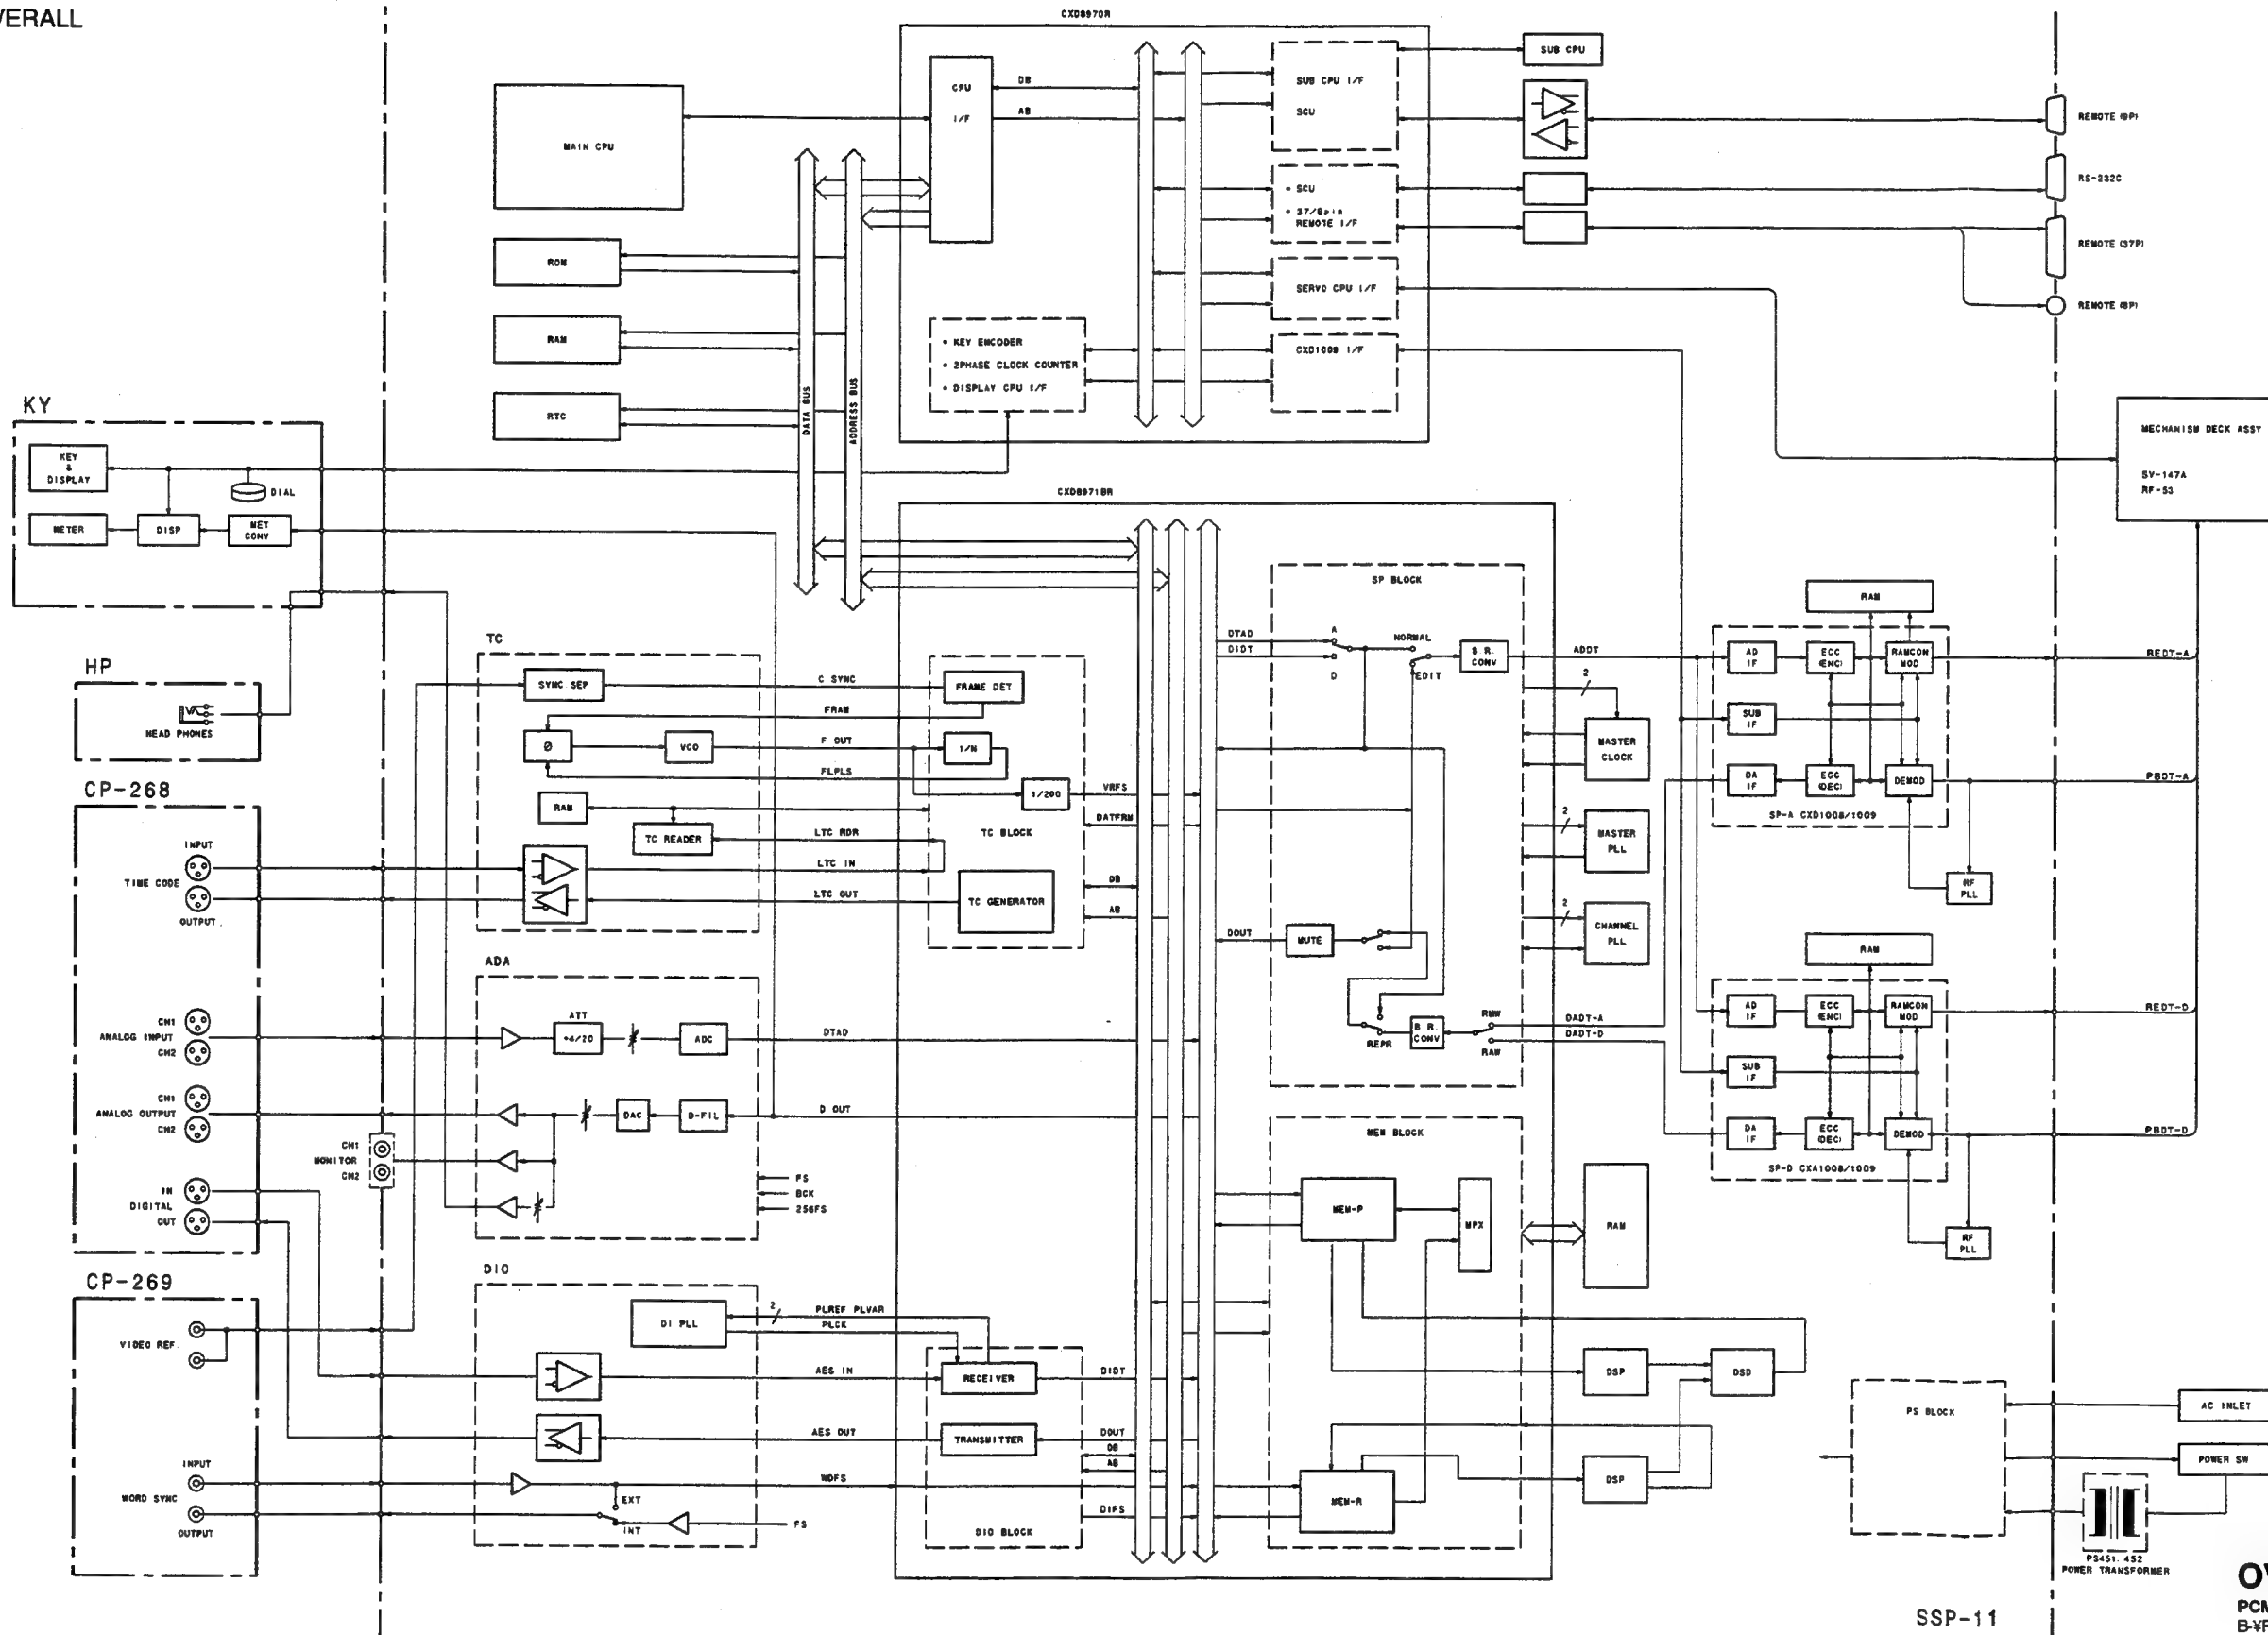 VERALL
CXD8970R
MAIN CPU
CPU
I/F
DB
AB
SUB CPU I/F
SCU
SUB CPU
REMOTE (9P)
• SCU
• 37/8pin
REMOTE I/F
RS-232C
REMOTE (37P)
REMOTE (8P)
SERVO CPU I/F
CXD1009 I/F
• KEY ENCODER
• 2PHASE CLOCK COUNTER
• DISPLAY CPU I/F
ROM
RAM
RTC
DATA BUS
ADDRESS BUS
KY
KEY
&
DISPLAY
DIAL
METER
DISP
MET
CONV
MECHANISM DECK ASSY
SV-147A
RF-53
HP
HEAD PHONES
CXD8971BR
TC
SYNC SEP
C SYNC
FRAME DET
FRAM
Ø
VCO
F OUT
1/N
FLPLS
1/200
VRFS
RAM
DATFRM
TC BLOCK
TC READER
LTC RDR
LTC IN
LTC OUT
TC GENERATOR
DB
AB
SP BLOCK
DTAD
DIDT
A
D
NORMAL
EDIT
B.R.
CONV
ADDT
2
MASTER
CLOCK
2
MASTER
PLL
2
CHANNEL
PLL
DOUT
MUTE
REPR
B.R.
CONV
RMW
RAW
DADT-A
DADT-D
RAM
AD
IF
ECC
(ENC)
RAMCON
MOD
REDT-A
SUB
IF
DA
IF
ECC
(DEC)
DEMOD
PBDT-A
SP-A CXD1008/1009
RF
PLL
RAM
AD
IF
ECC
(ENC)
RAMCON
MOD
REDT-D
SUB
IF
DA
IF
ECC
(DEC)
DEMOD
PBDT-D
SP-D CXA1008/1009
RF
PLL
CP-268
INPUT
TIME CODE
OUTPUT
CH1
ANALOG INPUT
CH2
CH1
ANALOG OUTPUT
CH2
IN
DIGITAL
OUT
CH1
MONITOR
CH2
ADA
ATT
+4/20
ADC
DTAD
DAC
D-FIL
D OUT
FS
BCK
256FS
MEM BLOCK
MEM-P
MPX
RAM
MEM-R
DSP
DSD
DSP
CP-269
VIDEO REF
INPUT
WORD SYNC
OUTPUT
DIO
DI PLL
2
PLREF PLVAR
PLCK
AES IN
RECEIVER
DIDT
AES OUT
TRANSMITTER
DOUT
DB
AB
WDFS
EXT
INT
FS
DIFS
DIO BLOCK
PS BLOCK
AC INLET
POWER SW
PS451, 452
POWER TRANSFORMER
SSP-11
OV
PCM